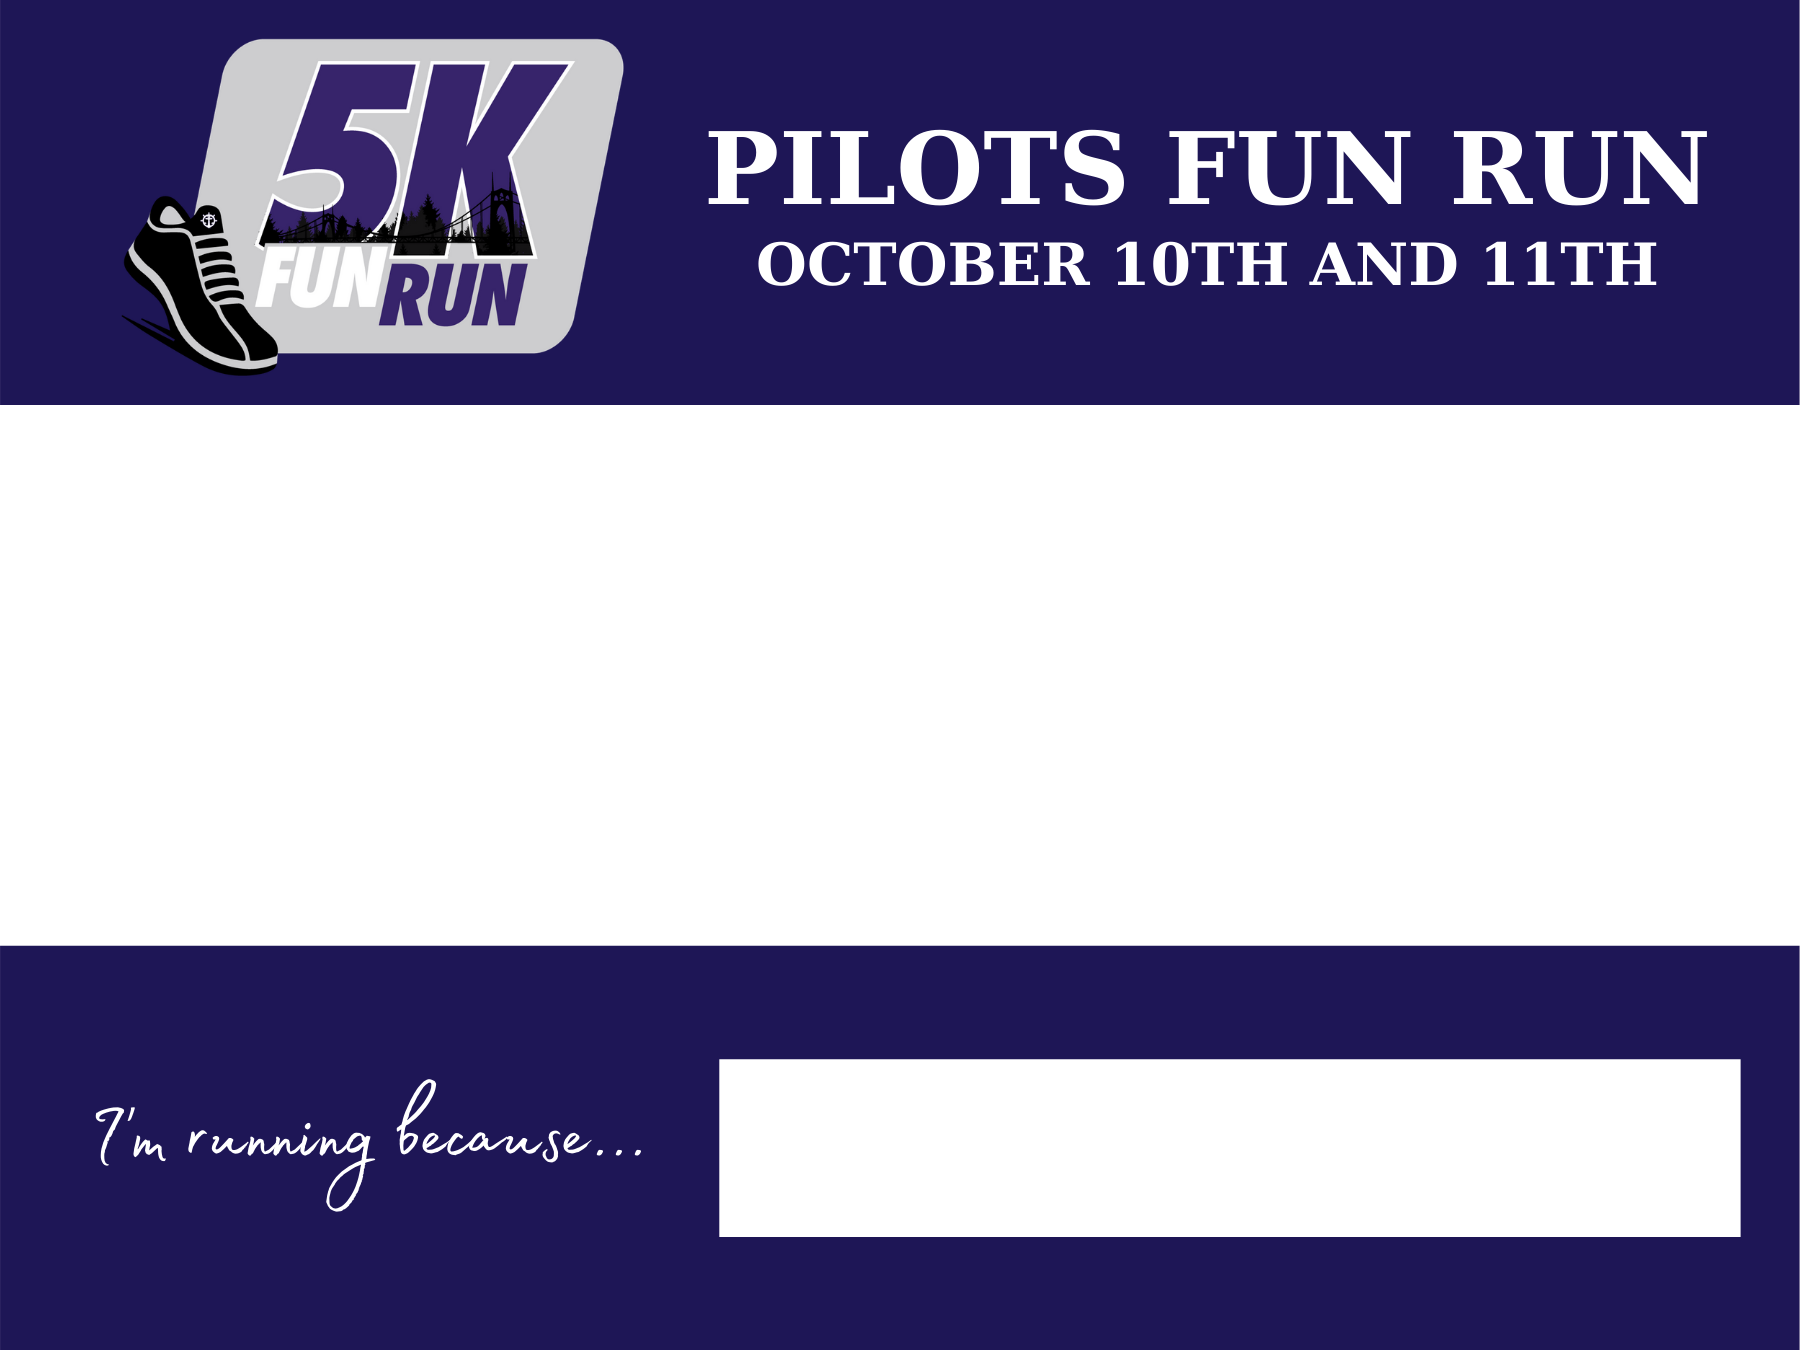 5K
FUN
RUN
PILOTS FUN RUN
OCTOBER 10TH AND 11TH
I'm running because...